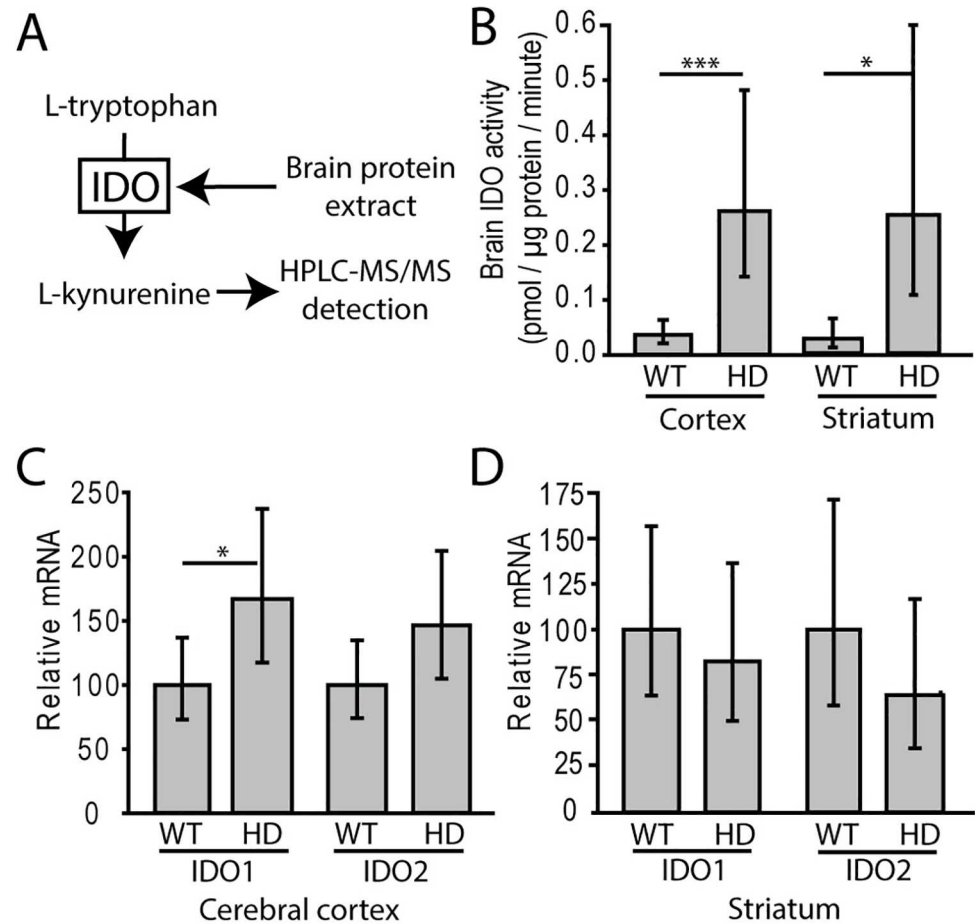 A
L-tryptophan
IDO
Brain protein
extract
L-kynurenine
HPLC-MS/MS
detection
B
Brain IDO activity
(pmol / µg protein / minute)
0.6
0.5
0.4
0.3
0.2
0.1
0.0
***
*
WT
HD
WT
HD
Cortex
Striatum
C
Relative mRNA
250
200
150
100
50
0
*
WT
HD
WT
HD
IDO1
IDO2
Cerebral cortex
D
Relative mRNA
175
150
125
100
75
50
25
0
WT
HD
WT
HD
IDO1
IDO2
Striatum